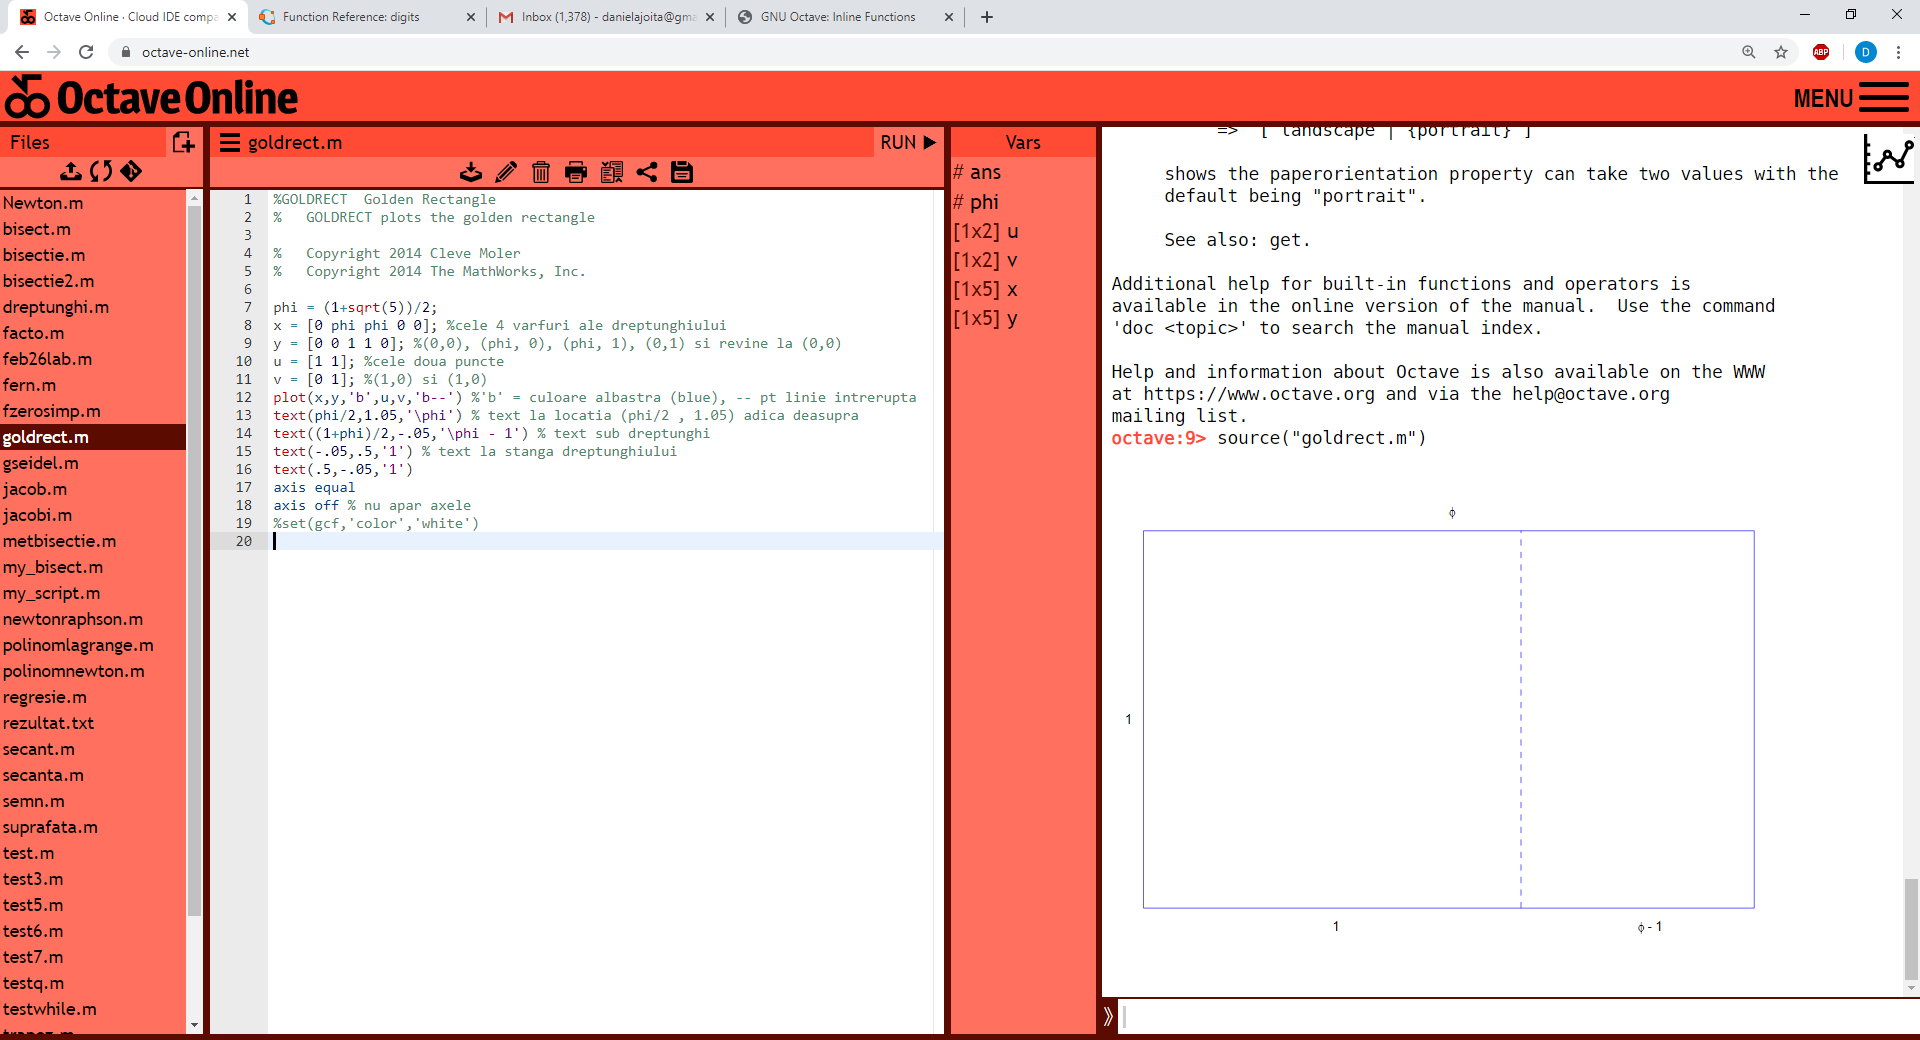 Octave Online · Cloud IDE compa
Function Reference: digits
Inbox (1,378) - danielajoita@gma
GNU Octave: Inline Functions
octave-online.net
ABP
D
Octave Online
MENU
Files
goldrect.m
RUN
Vars
Newton.m
bisect.m
bisectie.m
bisectie2.m
dreptunghi.m
facto.m
feb26lab.m
fern.m
fzerosimp.m
goldrect.m
gseidel.m
jacob.m
jacobi.m
metbisectie.m
my_bisect.m
my_script.m
newtonraphson.m
polinomlagrange.m
polinomnewton.m
regresie.m
rezultat.txt
secant.m
secanta.m
semn.m
suprafata.m
test.m
test3.m
test5.m
test6.m
test7.m
testq.m
testwhile.m
1 %GOLDRECT  Golden Rectangle
2 %   GOLDRECT plots the golden rectangle
3
4 %   Copyright 2014 Cleve Moler
5 %   Copyright 2014 The MathWorks, Inc.
6
7 phi = (1+sqrt(5))/2;
8 x = [0 phi phi 0 0]; %cele 4 varfuri ale dreptunghiului
9 y = [0 0 1 1 0]; %(0,0), (phi, 0), (phi, 1), (0,1) si revine la (0,0)
10 u = [1 1]; %cele doua puncte
11 v = [0 1]; %(1,0) si (1,0)
12 plot(x,y,'b',u,v,'b--') %'b' = culoare albastra (blue), -- pt linie intrerupta
13 text(phi/2,1.05,'\phi') % text la locatia (phi/2 , 1.05) adica deasupra
14 text((1+phi)/2,-.05,'\phi - 1') % text sub dreptunghi
15 text(-.05,.5,'1') % text la stanga dreptunghiului
16 text(.5,-.05,'1')
17 axis equal
18 axis off % nu apar axele
19 %set(gcf,'color','white')
20
# ans
# phi
[1x2] u
[1x2] v
[1x5] x
[1x5] y
=>  [ landscape | {portrait} ]
shows the paperorientation property can take two values with the
default being "portrait".
See also: get.
Additional help for built-in functions and operators is
available in the online version of the manual.  Use the command
'doc <topic>' to search the manual index.
Help and information about Octave is also available on the WWW
at https://www.octave.org and via the help@octave.org
mailing list.
octave:9> source("goldrect.m")
ϕ
1
1
ϕ - 1